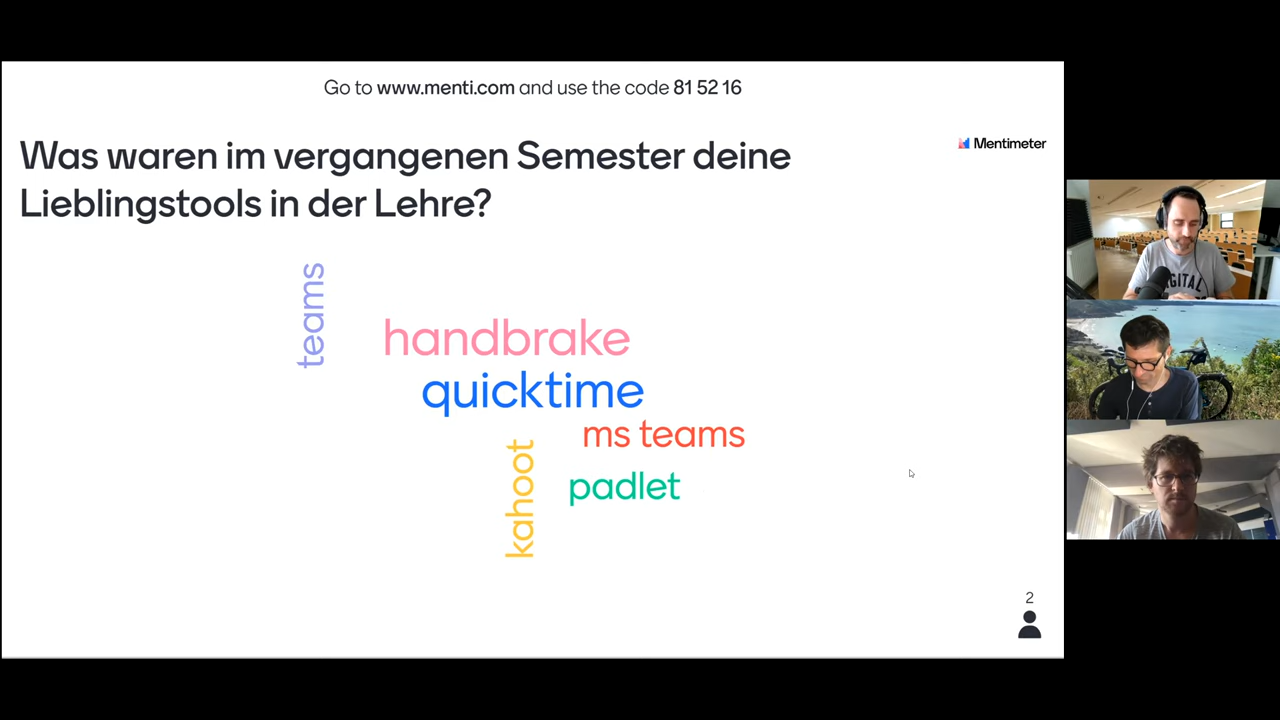 Go to www.menti.com and use the code 81 52 16
Mentimeter
Was waren im vergangenen Semester deine
Lieblingstools in der Lehre?
teams
handbrake
quicktime
ms teams
kahoot
padlet
2
DIGITAL